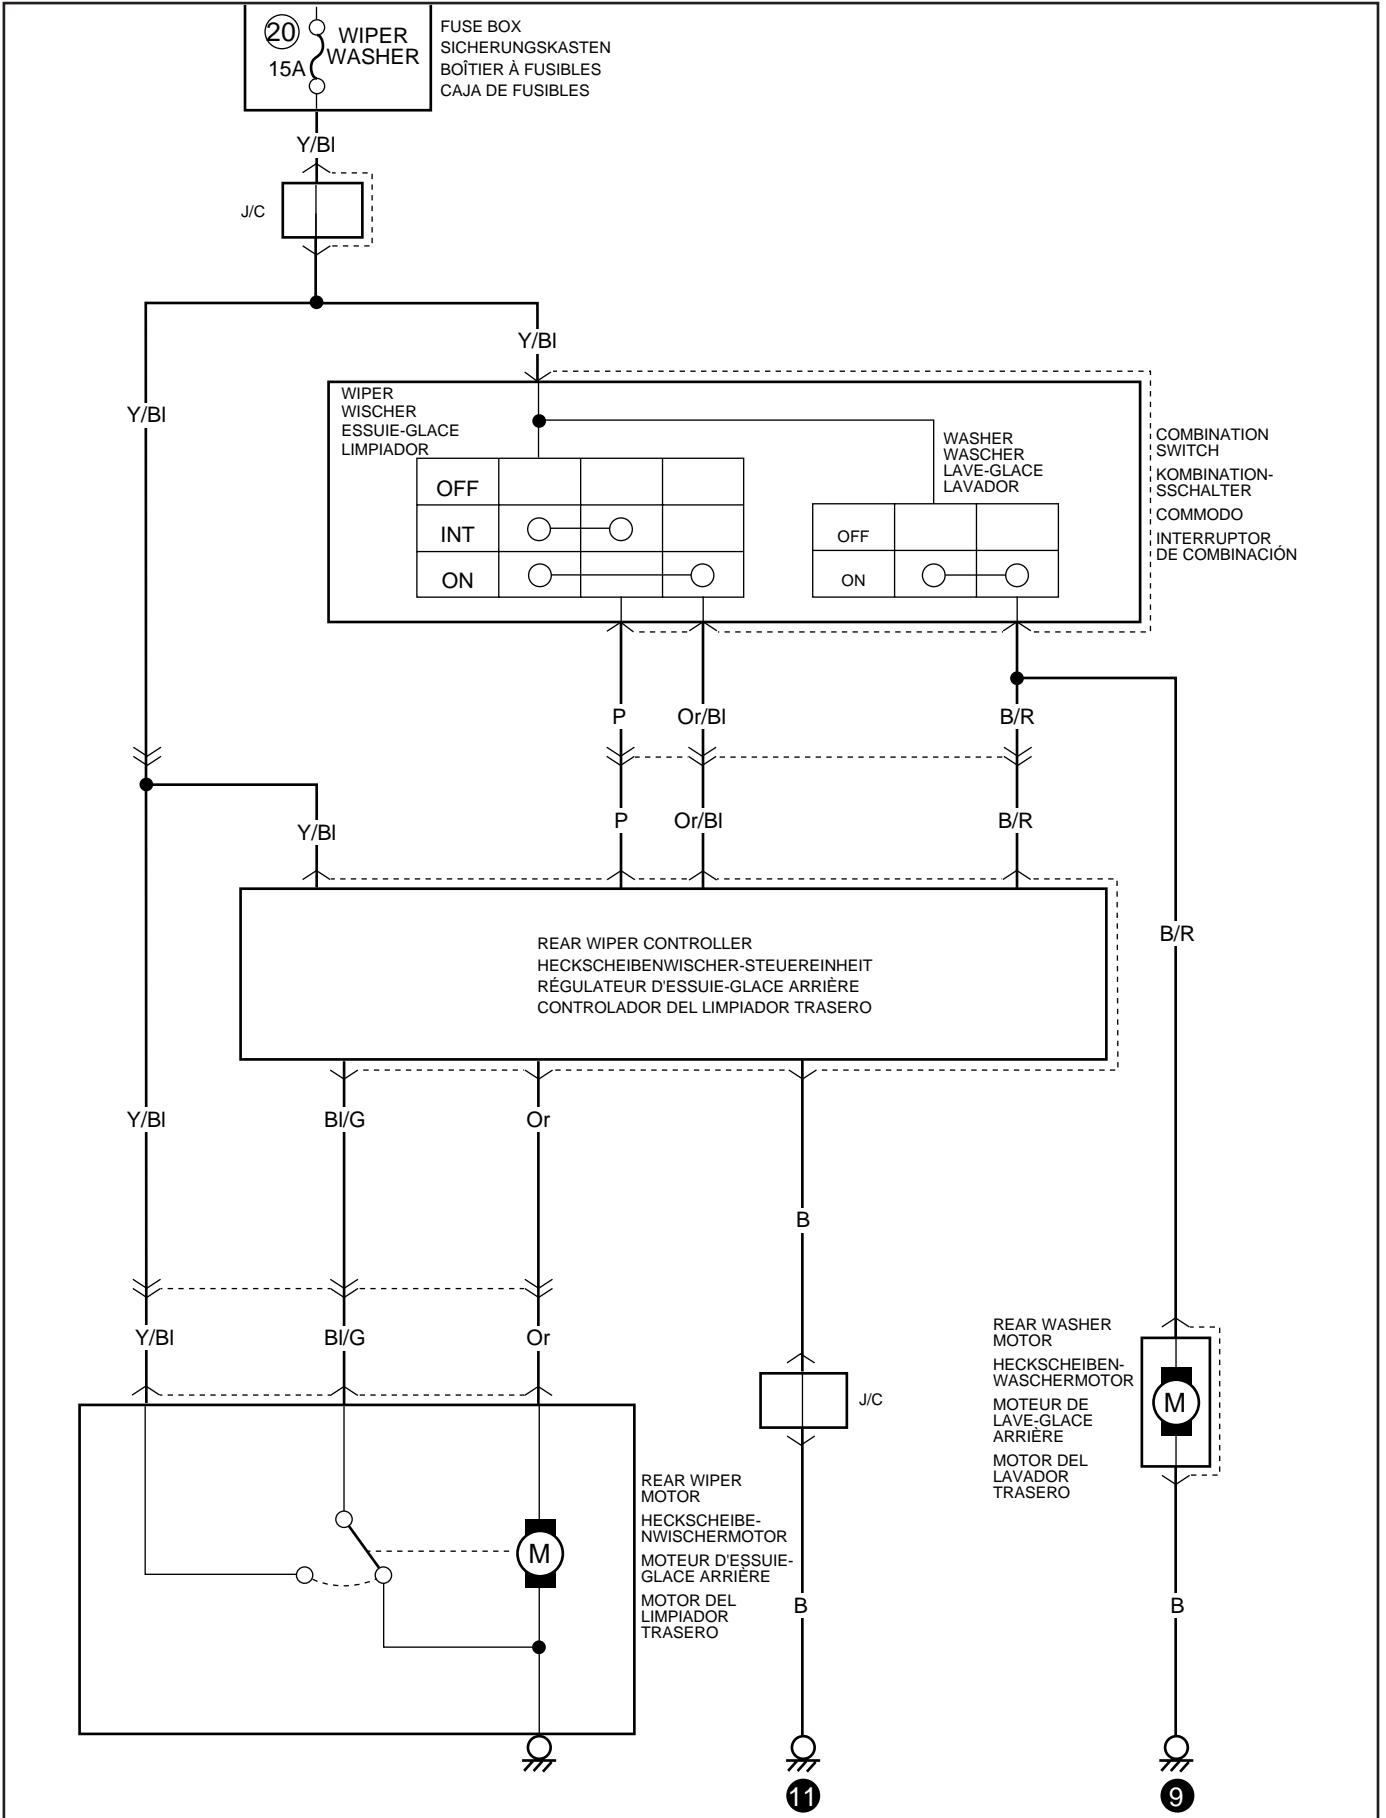 20
15A
WIPER
WASHER
FUSE BOX
SICHERUNGSKASTEN
BOÎTIER À FUSIBLES
CAJA DE FUSIBLES
Y/Bl
J/C
Y/Bl
Y/Bl
WIPER
WISCHER
ESSUIE-GLACE
LIMPIADOR
OFF
INT
ON
WASHER
WASCHER
LAVE-GLACE
LAVADOR
OFF
ON
COMBINATION
SWITCH
KOMBINATION-
SSCHALTER
COMMODO
INTERRUPTOR
DE COMBINACIÓN
P
Or/Bl
B/R
Y/Bl
P
Or/Bl
B/R
B/R
REAR WIPER CONTROLLER
HECKSCHEIBENWISCHER-STEUEREINHEIT
RÉGULATEUR D'ESSUIE-GLACE ARRIÈRE
CONTROLADOR DEL LIMPIADOR TRASERO
Y/Bl
Bl/G
Or
B
Y/Bl
Bl/G
Or
J/C
REAR WASHER
MOTOR
HECKSCHEIBEN-
WASCHERMOTOR
MOTEUR DE
LAVE-GLACE
ARRIÈRE
MOTOR DEL
LAVADOR
TRASERO
M
REAR WIPER
MOTOR
HECKSCHEIBE-
NWISCHERMOTOR
MOTEUR D'ESSUIE-
GLACE ARRIÈRE
MOTOR DEL
LIMPIADOR
TRASERO
M
B
B
11
9